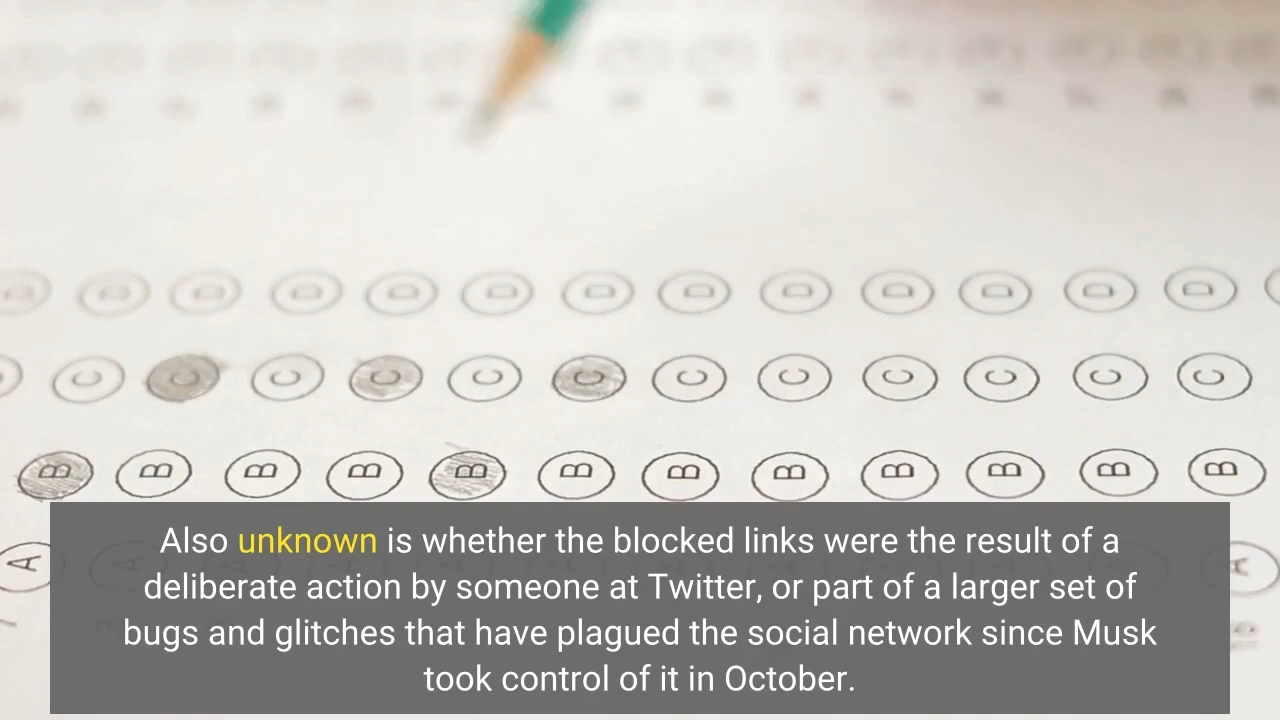 D D D D D D D D D D D D D
C C C C C C C C C C C C
B B B B B B B B B B B B
Also unknown is whether the blocked links were the result of a
deliberate action by someone at Twitter, or part of a larger set of
bugs and glitches that have plagued the social network since Musk
took control of it in October.
A A